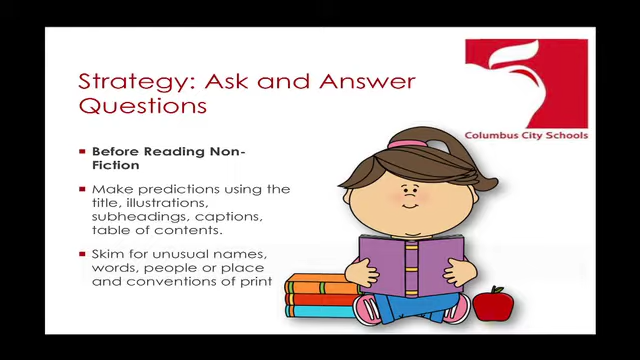 Strategy: Ask and Answer
Questions
Columbus City Schools
Before Reading Non-
Fiction
Make predictions using the
title, illustrations,
subheadings, captions,
table of contents.
Skim for unusual names,
words, people or place
and conventions of print